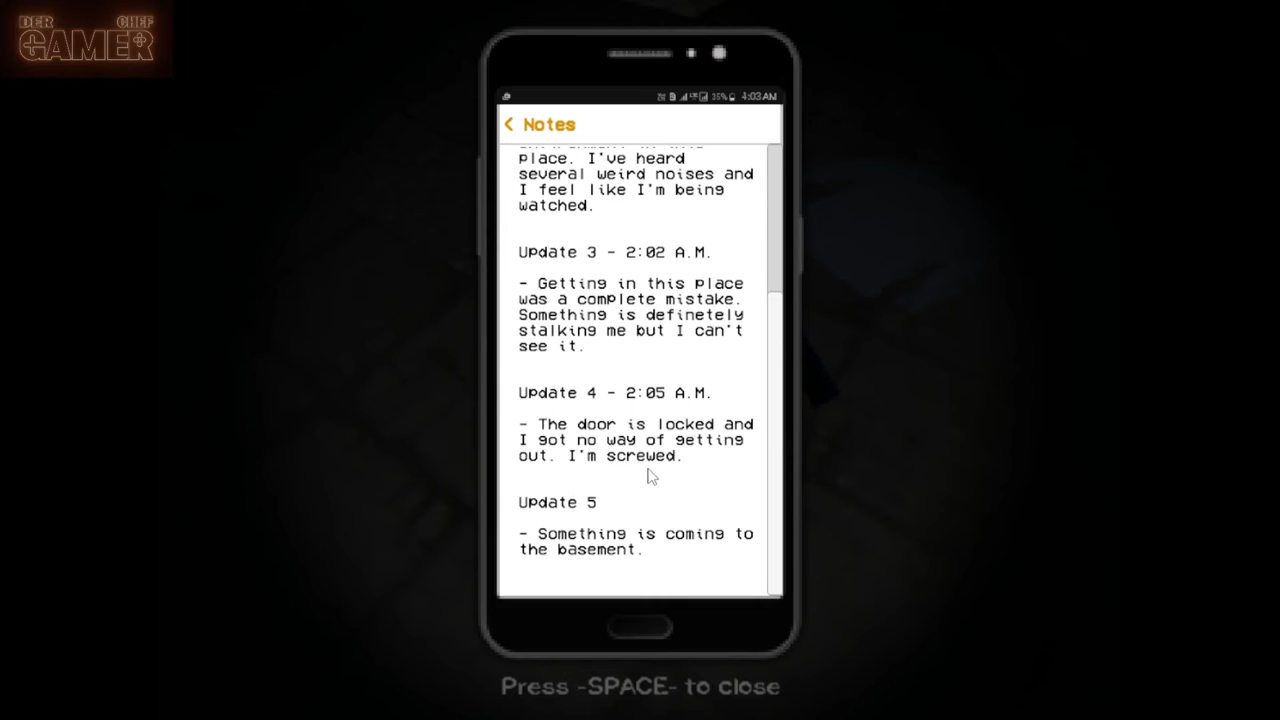 DER CHEF
GAMER
35% 4:03AM
< Notes
place. I've heard
several weird noises and
I feel like I'm being
watched.
Update 3 - 2:02 A.M.
- Getting in this place
was a complete mistake.
Something is definetely
stalking me but I can't
see it.
Update 4 - 2:05 A.M.
- The door is locked and
I got no way of getting
out. I'm screwed.
Update 5
- Something is coming to
the basement.
Press -SPACE- to close